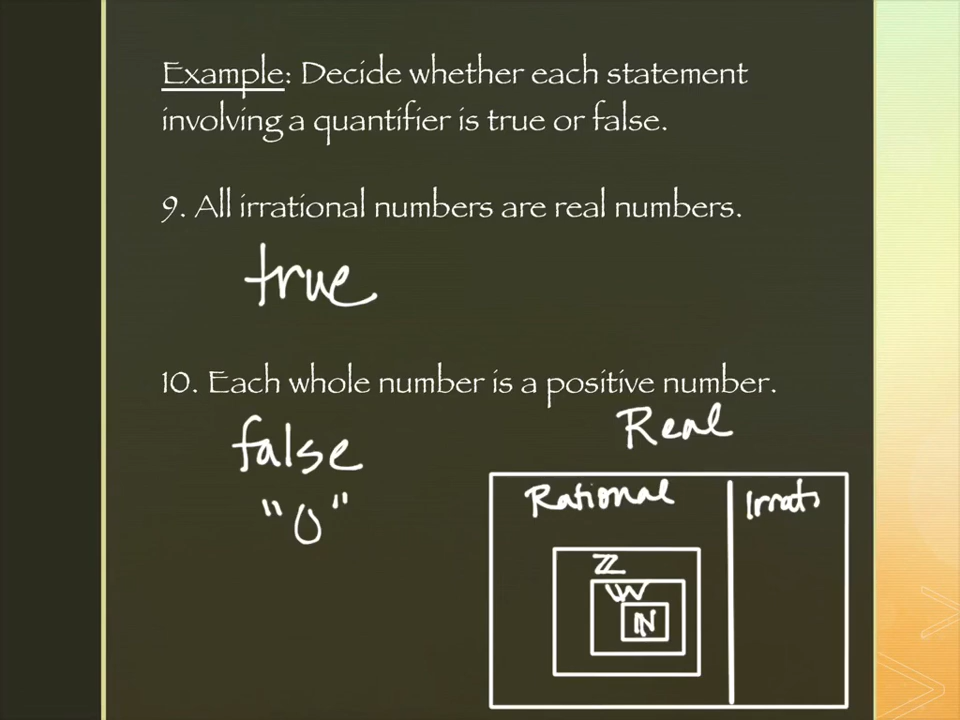 Example: Decide whether each statement
involving a quantifier is true or false.
9. All irrational numbers are real numbers.
true
10. Each whole number is a positive number.
false
"0"
Real
Rational
Irrat
ℤ
W
ℕ